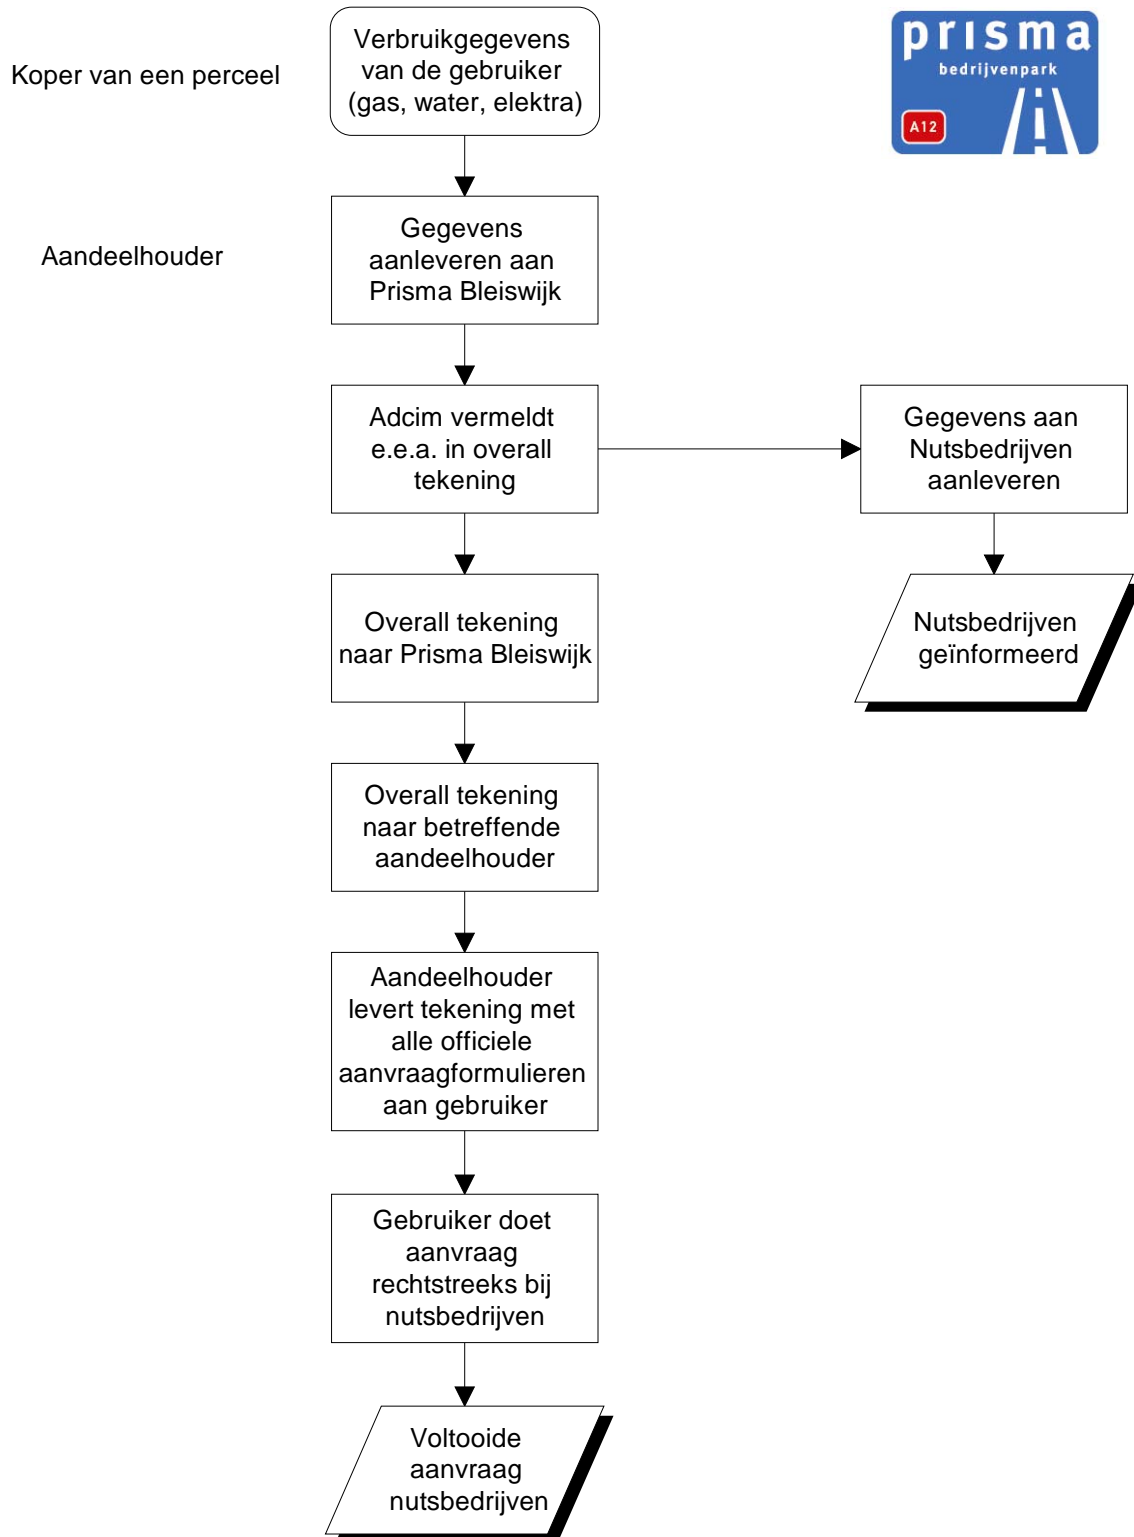 Koper van een perceel
Verbruikgegevens
van de gebruiker
(gas, water, elektra)
prisma
bedrijvenpark
A12
Aandeelhouder
Gegevens
aanleveren aan
Prisma Bleiswijk
Adcim vermeldt
e.e.a. in overall
tekening
Gegevens aan
Nutsbedrijven
aanleveren
Overall tekening
naar Prisma Bleiswijk
Nutsbedrijven
geïnformeerd
Overall tekening
naar betreffende
aandeelhouder
Aandeelhouder
levert tekening met
alle officiele
aanvraagformulieren
aan gebruiker
Gebruiker doet
aanvraag
rechtstreeks bij
nutsbedrijven
Voltooide
aanvraag
nutsbedrijven